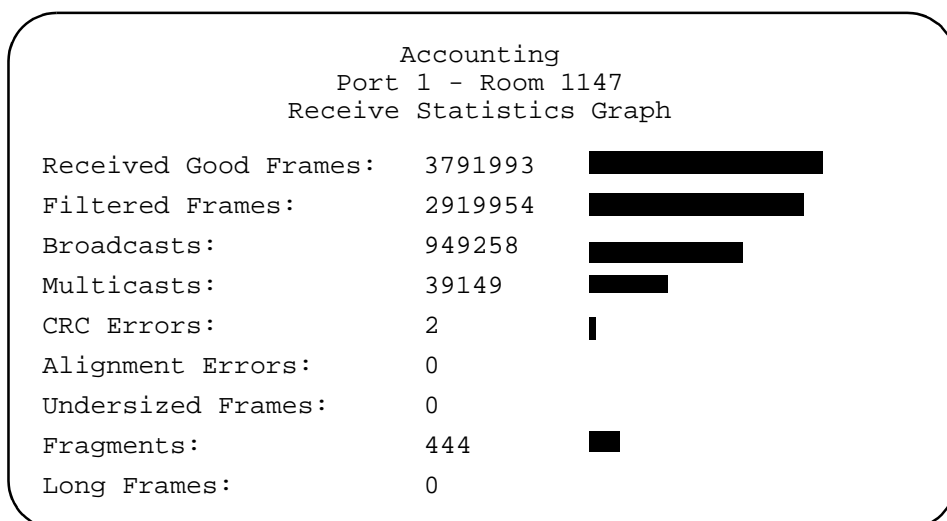 Accounting
Port 1 - Room 1147
Receive Statistics Graph
Received Good Frames: 3791993
Filtered Frames: 2919954
Broadcasts: 949258
Multicasts: 39149
CRC Errors: 2
Alignment Errors: 0
Undersized Frames: 0
Fragments: 444
Long Frames: 0